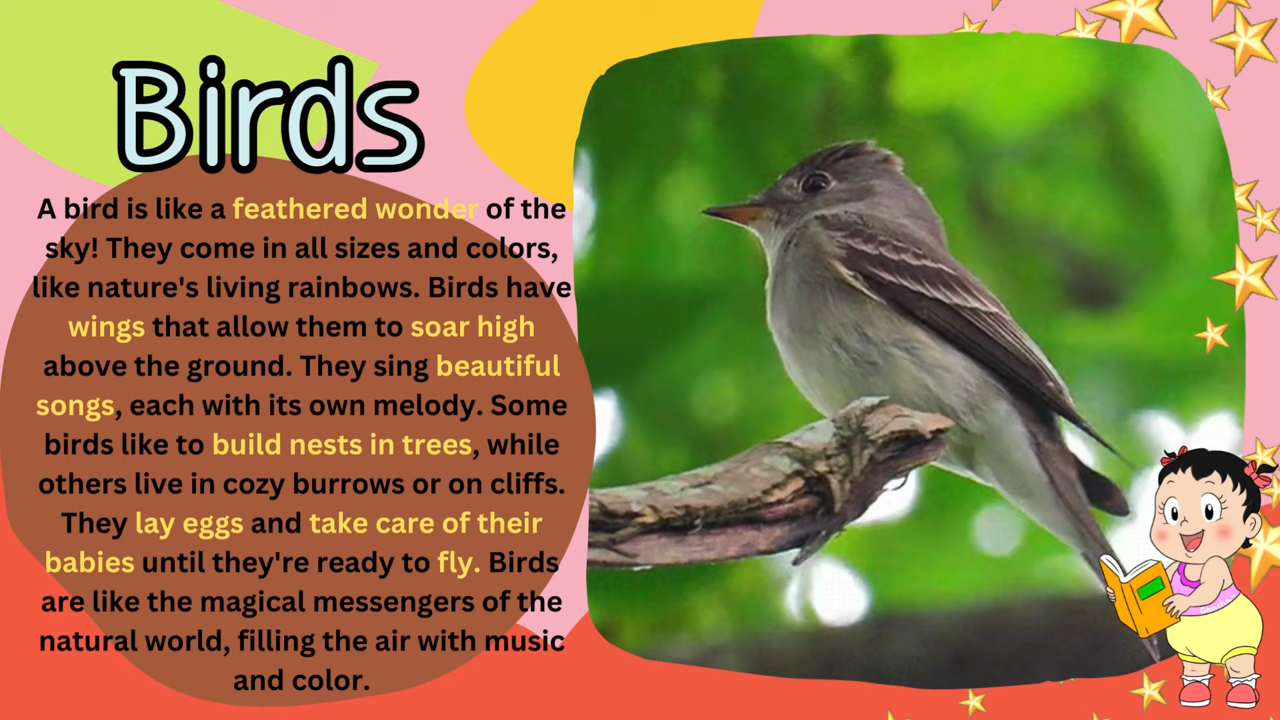 Birds
A bird is like a feathered wonder of the
sky! They come in all sizes and colors,
like nature's living rainbows. Birds have
wings that allow them to soar high
above the ground. They sing beautiful
songs, each with its own melody. Some
birds like to build nests in trees, while
others live in cozy burrows or on cliffs.
They lay eggs and take care of their
babies until they're ready to fly. Birds
are like the magical messengers of the
natural world, filling the air with music
and color.